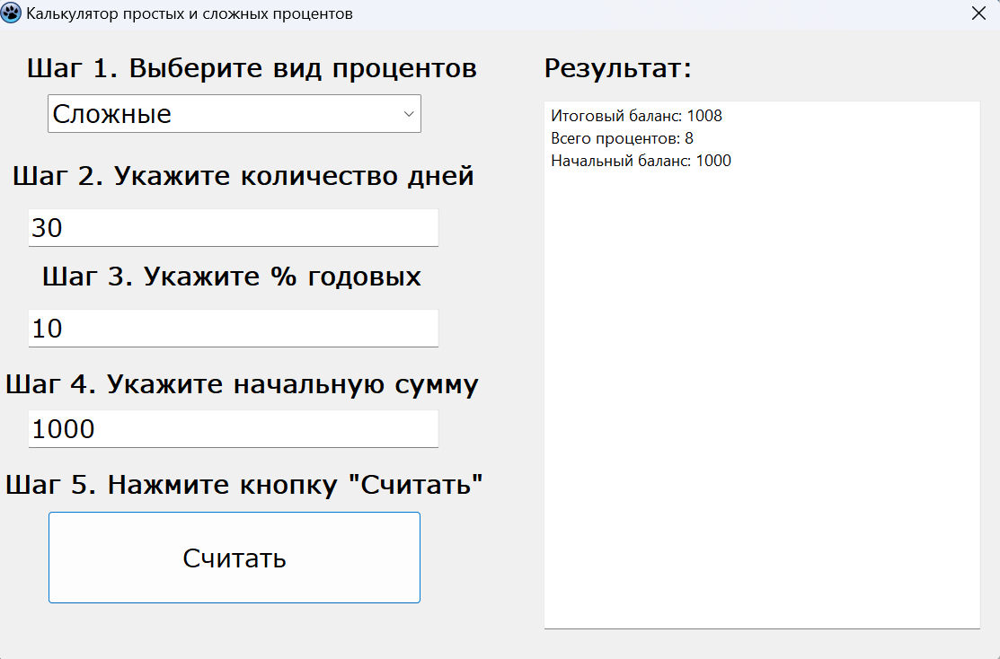 Калькулятор простых и сложных процентов
Шаг 1. Выберите вид процентов
Сложные
Шаг 2. Укажите количество дней
30
Шаг 3. Укажите % годовых
10
Шаг 4. Укажите начальную сумму
1000
Шаг 5. Нажмите кнопку "Считать"
Считать
Результат:
Итоговый баланс: 1008
Всего процентов: 8
Начальный баланс: 1000